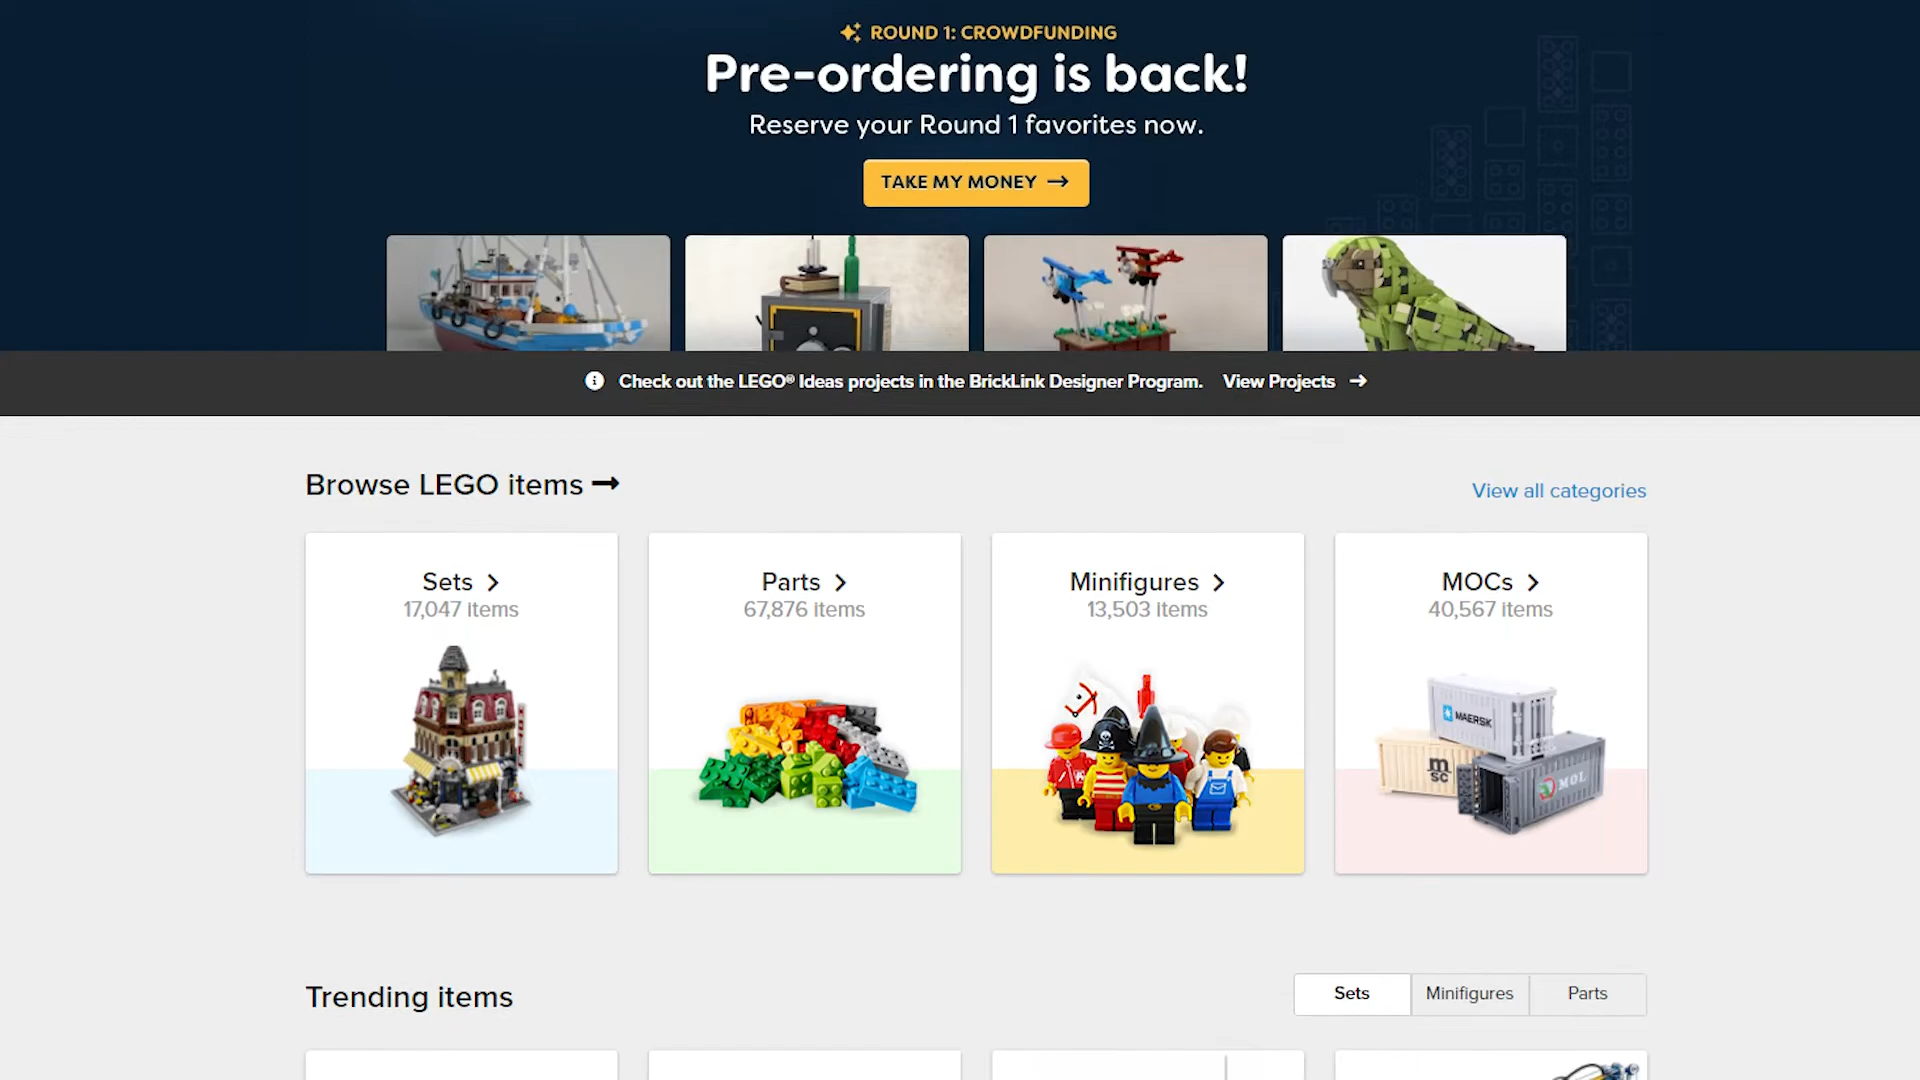 ROUND 1: CROWDFUNDING
Pre-ordering is back!
Reserve your Round 1 favorites now.
TAKE MY MONEY →
Check out the LEGO® Ideas projects in the BrickLink Designer Program. View Projects →
Browse LEGO items →
View all categories
Sets >
17,047 items
Parts >
67,876 items
Minifigures >
13,503 items
MOCs >
40,567 items
MAERSK
m
SC
MOL
Trending items
Sets
Minifigures
Parts